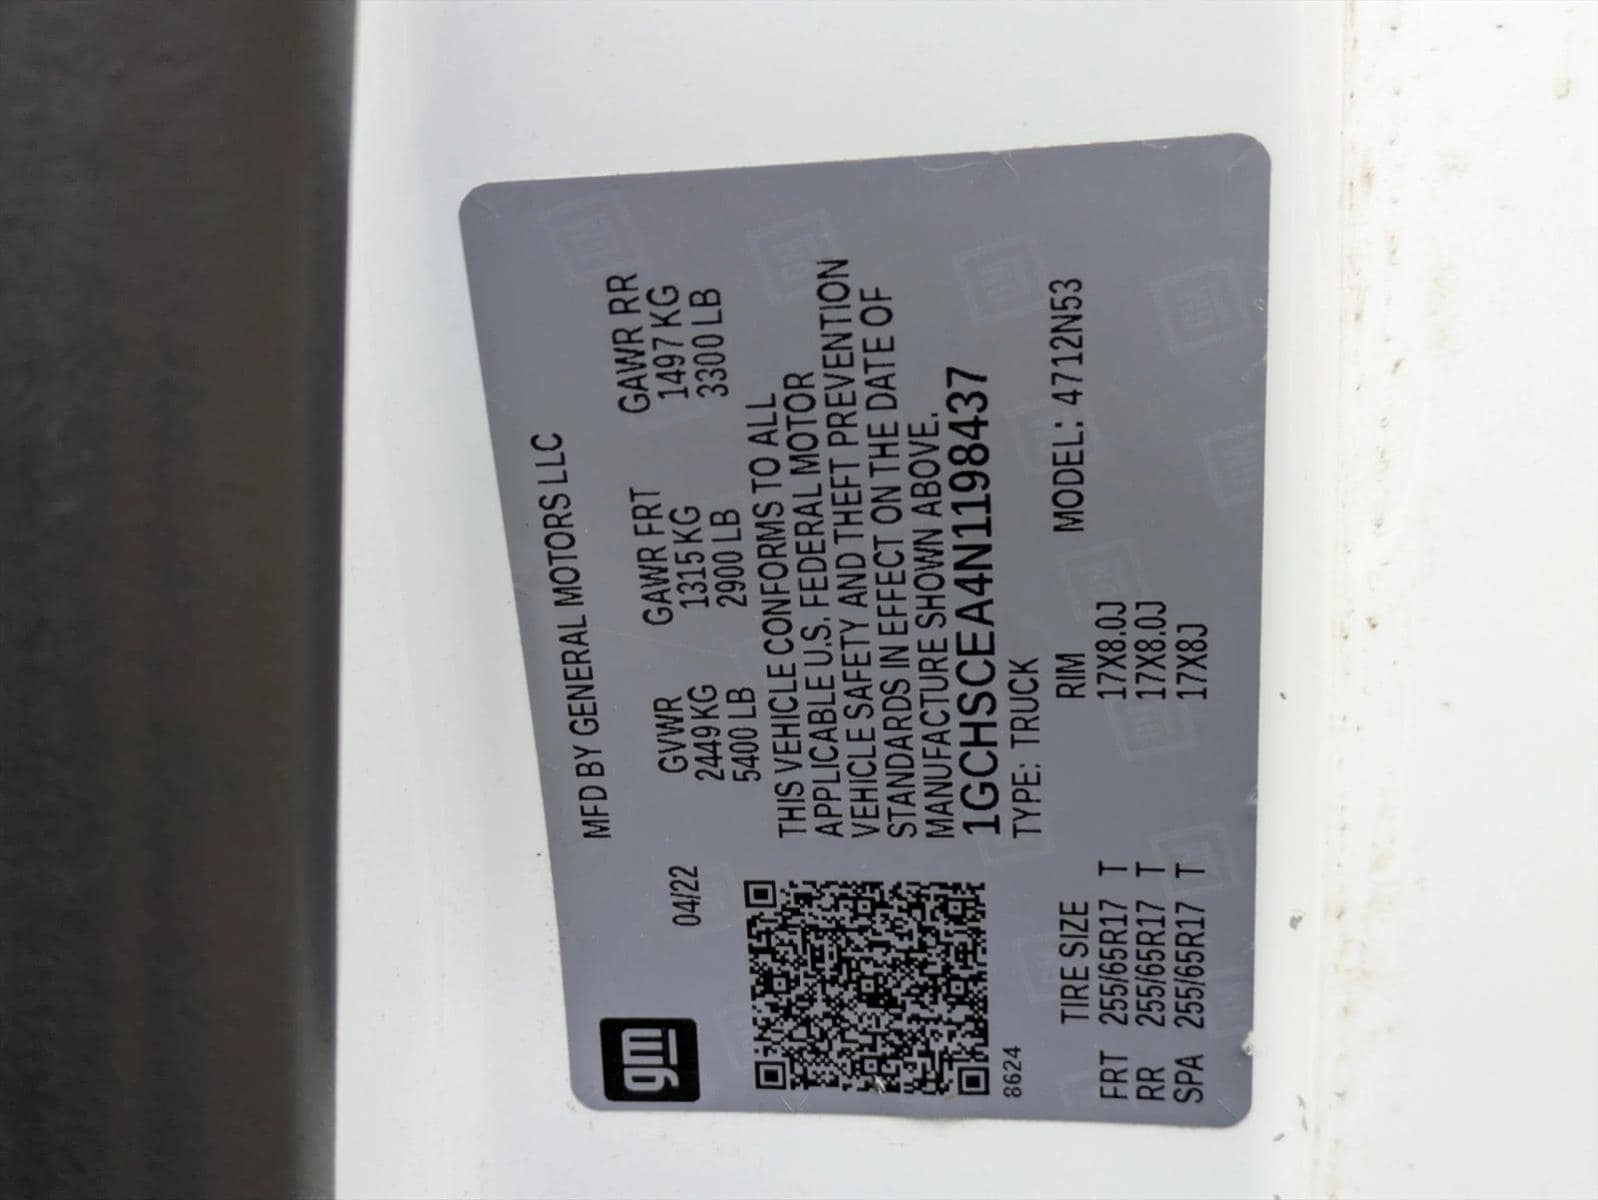 gm
MFD BY GENERAL MOTORS LLC
04/22
GVWR GAWR FRT GAWR RR
2449 KG 1315 KG 1497 KG
5400 LB 2900 LB 3300 LB
THIS VEHICLE CONFORMS TO ALL
APPLICABLE U.S. FEDERAL MOTOR
VEHICLE SAFETY AND THEFT PREVENTION
STANDARDS IN EFFECT ON THE DATE OF
MANUFACTURE SHOWN ABOVE.
1GCHSCEA4N1198437
8624
TYPE: TRUCK MODEL: 4712N53
TIRE SIZE RIM
FRT 255/65R17 T 17X8.0J
RR 255/65R17 T 17X8.0J
SPA 255/65R17 T 17X8J